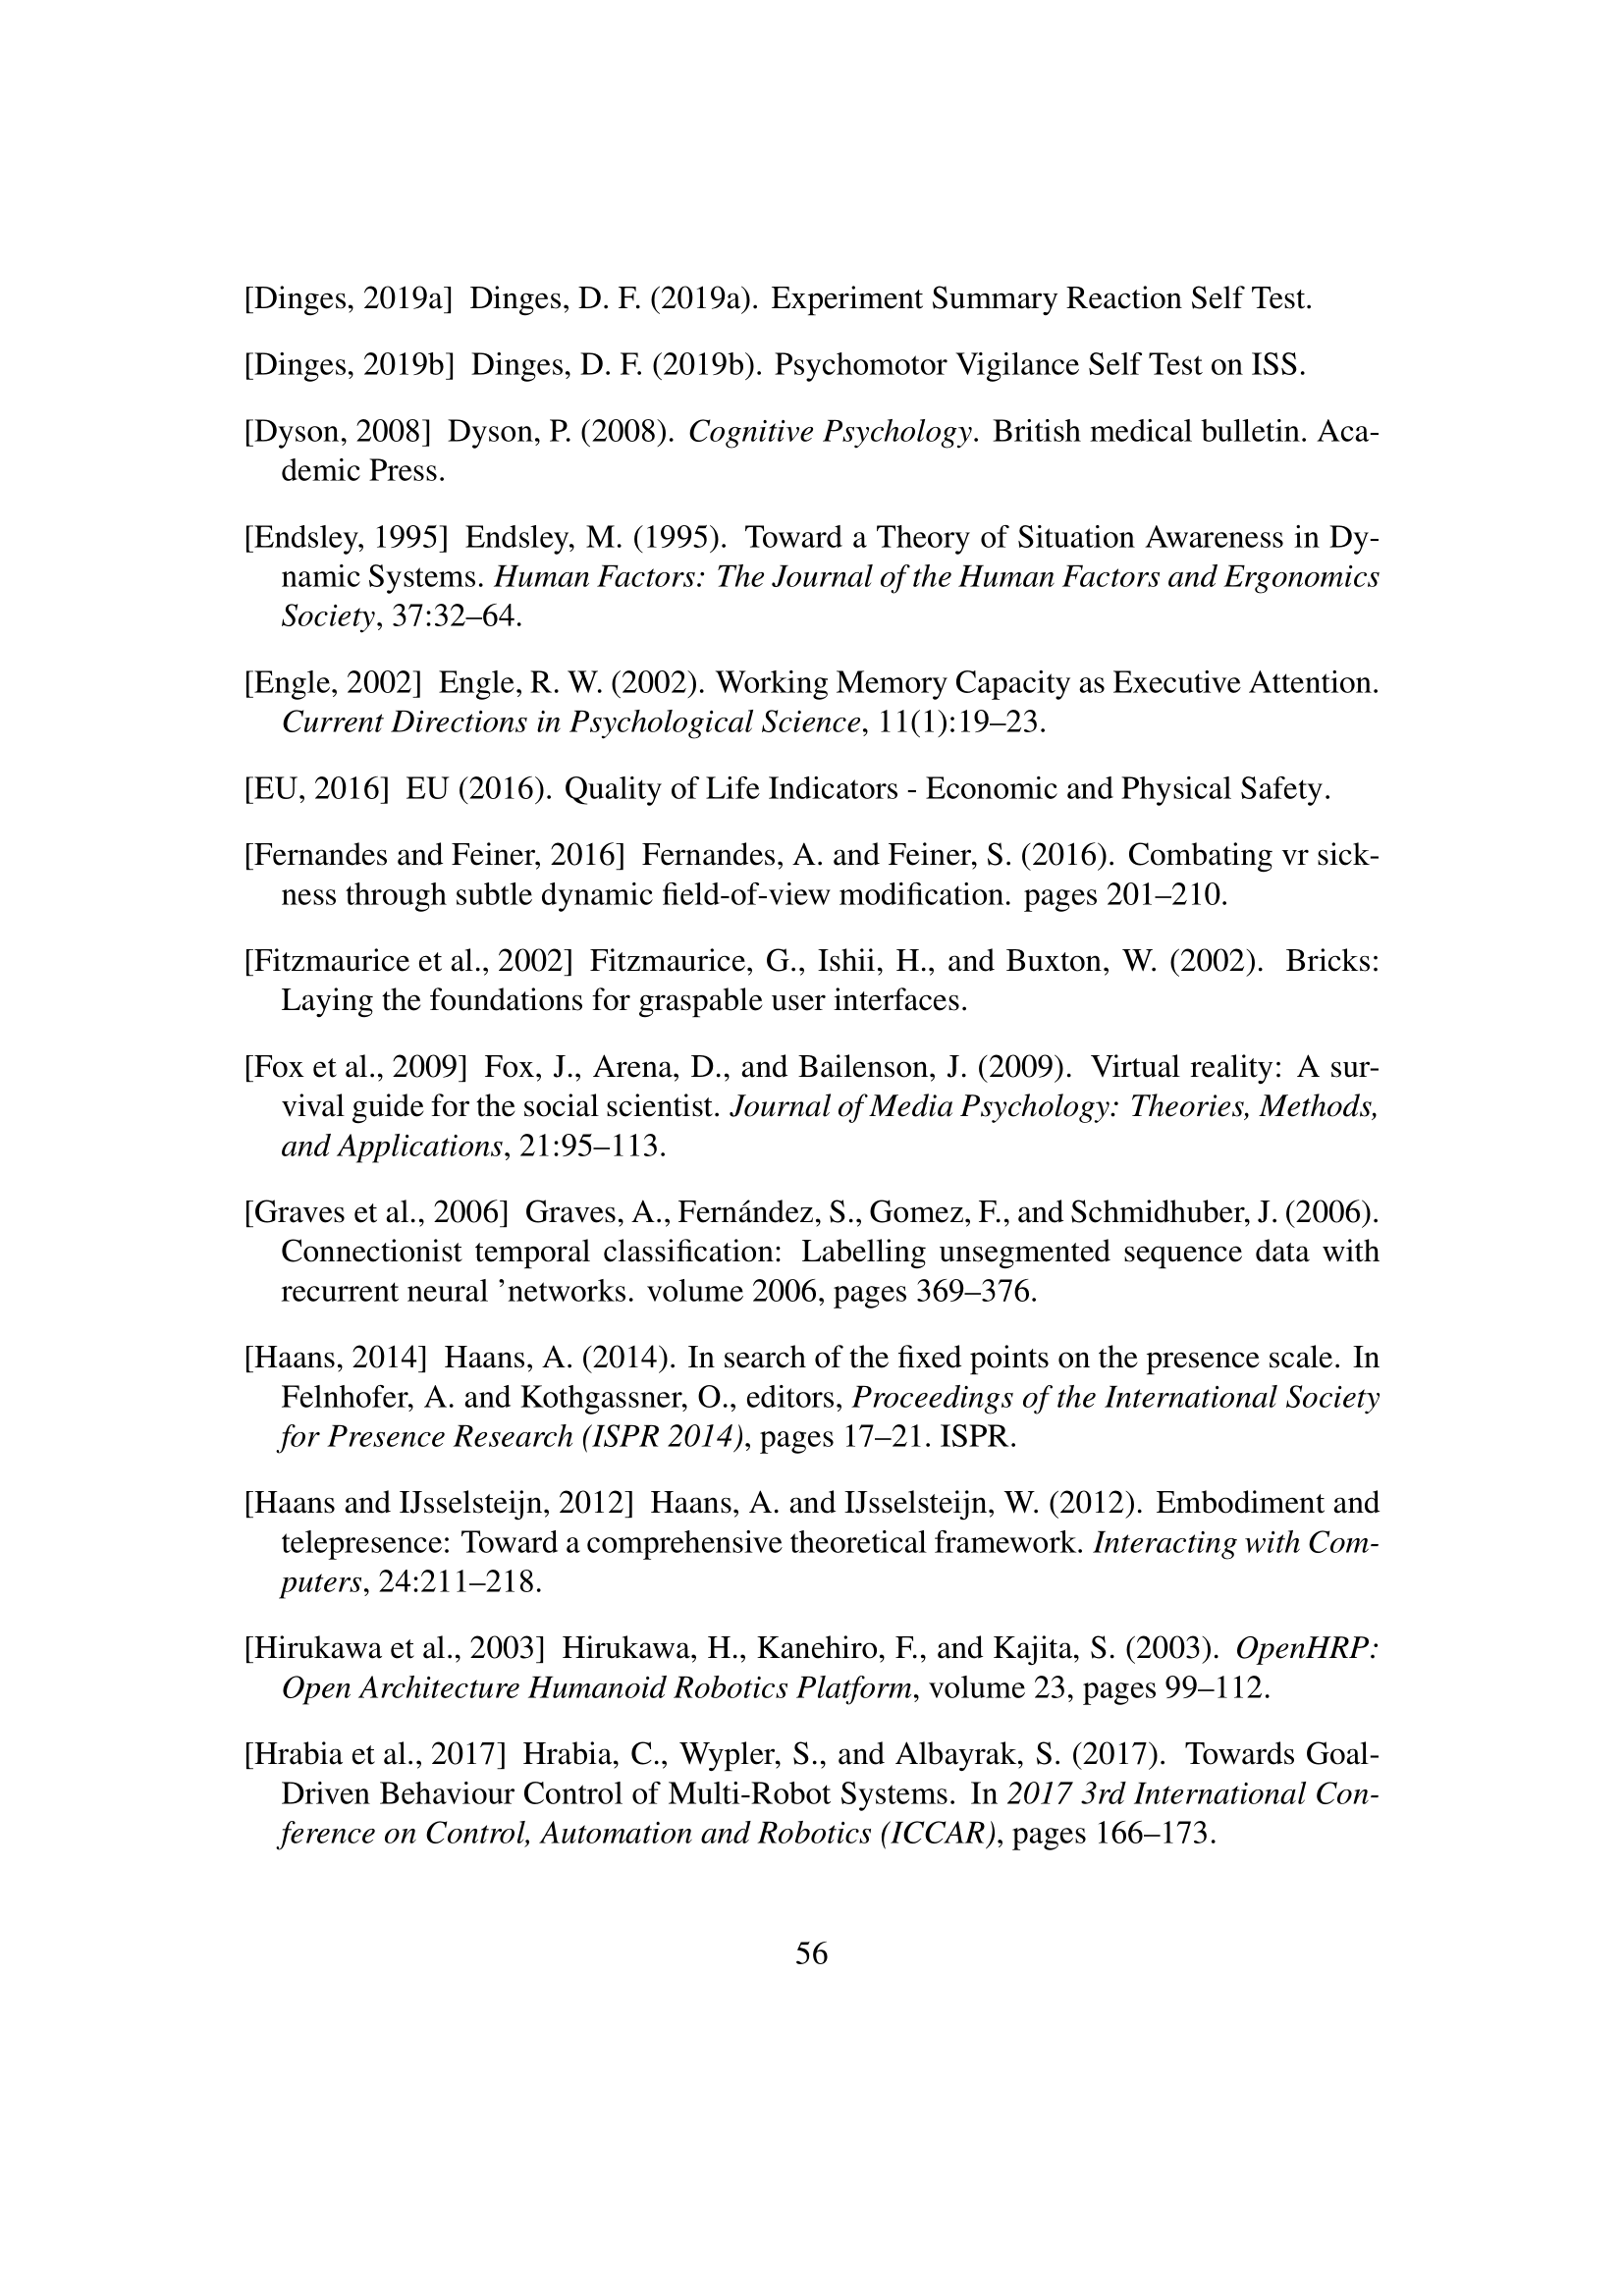 [Dinges, 2019a] Dinges, D. F. (2019a). Experiment Summary Reaction Self Test.
[Dinges, 2019b] Dinges, D. F. (2019b). Psychomotor Vigilance Self Test on ISS.
[Dyson, 2008] Dyson, P. (2008). Cognitive Psychology. British medical bulletin. Aca-
demic Press.
[Endsley, 1995] Endsley, M. (1995). Toward a Theory of Situation Awareness in Dy-
namic Systems. Human Factors: The Journal of the Human Factors and Ergonomics
Society, 37:32–64.
[Engle, 2002] Engle, R. W. (2002). Working Memory Capacity as Executive Attention.
Current Directions in Psychological Science, 11(1):19–23.
[EU, 2016] EU (2016). Quality of Life Indicators - Economic and Physical Safety.
[Fernandes and Feiner, 2016] Fernandes, A. and Feiner, S. (2016). Combating vr sick-
ness through subtle dynamic field-of-view modification. pages 201–210.
[Fitzmaurice et al., 2002] Fitzmaurice, G., Ishii, H., and Buxton, W. (2002). Bricks:
Laying the foundations for graspable user interfaces.
[Fox et al., 2009] Fox, J., Arena, D., and Bailenson, J. (2009). Virtual reality: A sur-
vival guide for the social scientist. Journal of Media Psychology: Theories, Methods,
and Applications, 21:95–113.
[Graves et al., 2006] Graves, A., Fernández, S., Gomez, F., and Schmidhuber, J. (2006).
Connectionist temporal classification: Labelling unsegmented sequence data with
recurrent neural ’networks. volume 2006, pages 369–376.
[Haans, 2014] Haans, A. (2014). In search of the fixed points on the presence scale. In
Felnhofer, A. and Kothgassner, O., editors, Proceedings of the International Society
for Presence Research (ISPR 2014), pages 17–21. ISPR.
[Haans and IJsselsteijn, 2012] Haans, A. and IJsselsteijn, W. (2012). Embodiment and
telepresence: Toward a comprehensive theoretical framework. Interacting with Com-
puters, 24:211–218.
[Hirukawa et al., 2003] Hirukawa, H., Kanehiro, F., and Kajita, S. (2003). OpenHRP:
Open Architecture Humanoid Robotics Platform, volume 23, pages 99–112.
[Hrabia et al., 2017] Hrabia, C., Wypler, S., and Albayrak, S. (2017). Towards Goal-
Driven Behaviour Control of Multi-Robot Systems. In 2017 3rd International Con-
ference on Control, Automation and Robotics (ICCAR), pages 166–173.
56